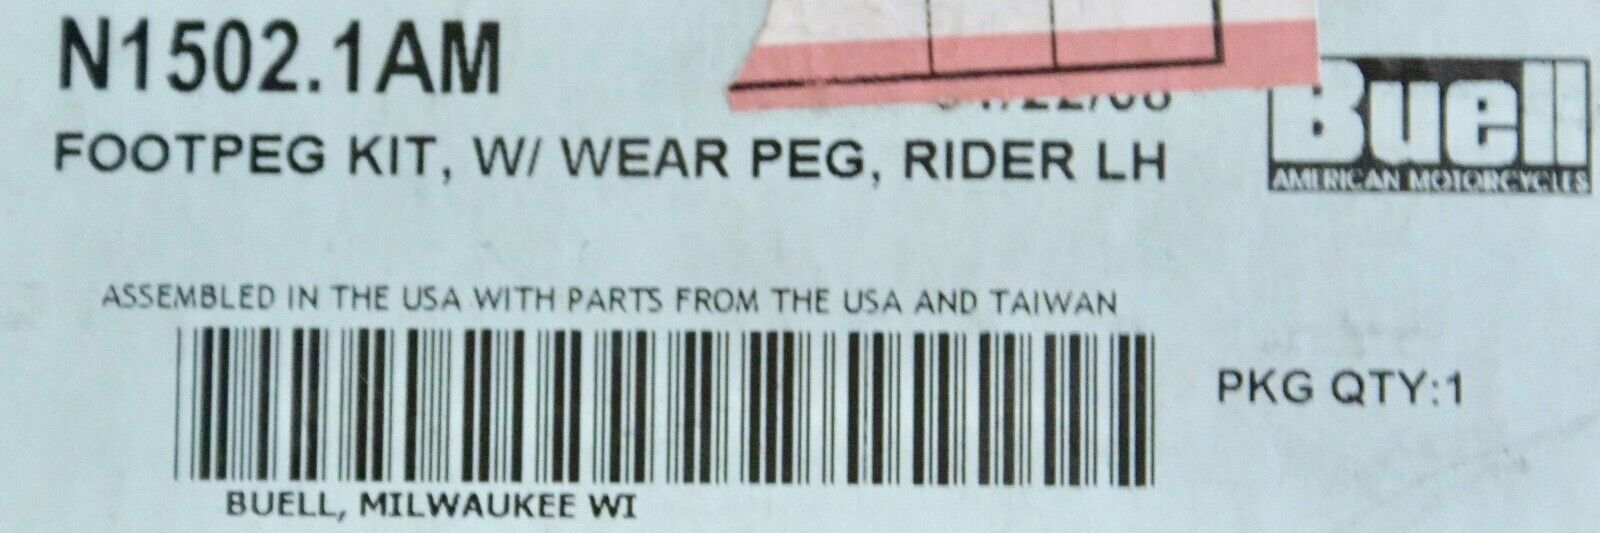 N1502.1AM
FOOTPEG KIT, W/ WEAR PEG, RIDER LH
Buell
AMERICAN MOTORCYCLES
ASSEMBLED IN THE USA WITH PARTS FROM THE USA AND TAIWAN
PKG QTY:1
BUELL, MILWAUKEE WI